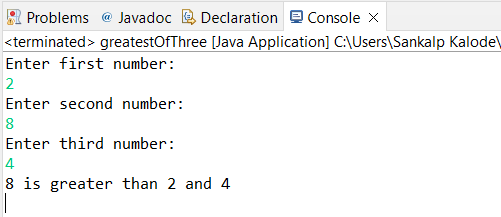 Problems @ Javadoc Declaration Console
<terminated> greatestOfThree [Java Application] C:\Users\Sankalp Kalode\
Enter first number:
2
Enter second number:
8
Enter third number:
4
8 is greater than 2 and 4